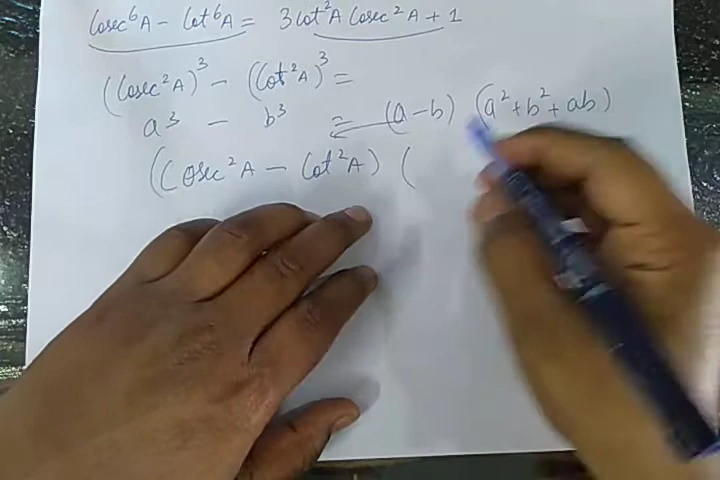 Cosec⁶A - Cot⁶A = 3Cot²A Cosec²A + 1
(Cosec²A)³ - (Cot²A)³ =
a³ - b³ = (a-b) (a²+b²+ab)
(Cosec²A - Cot²A) (